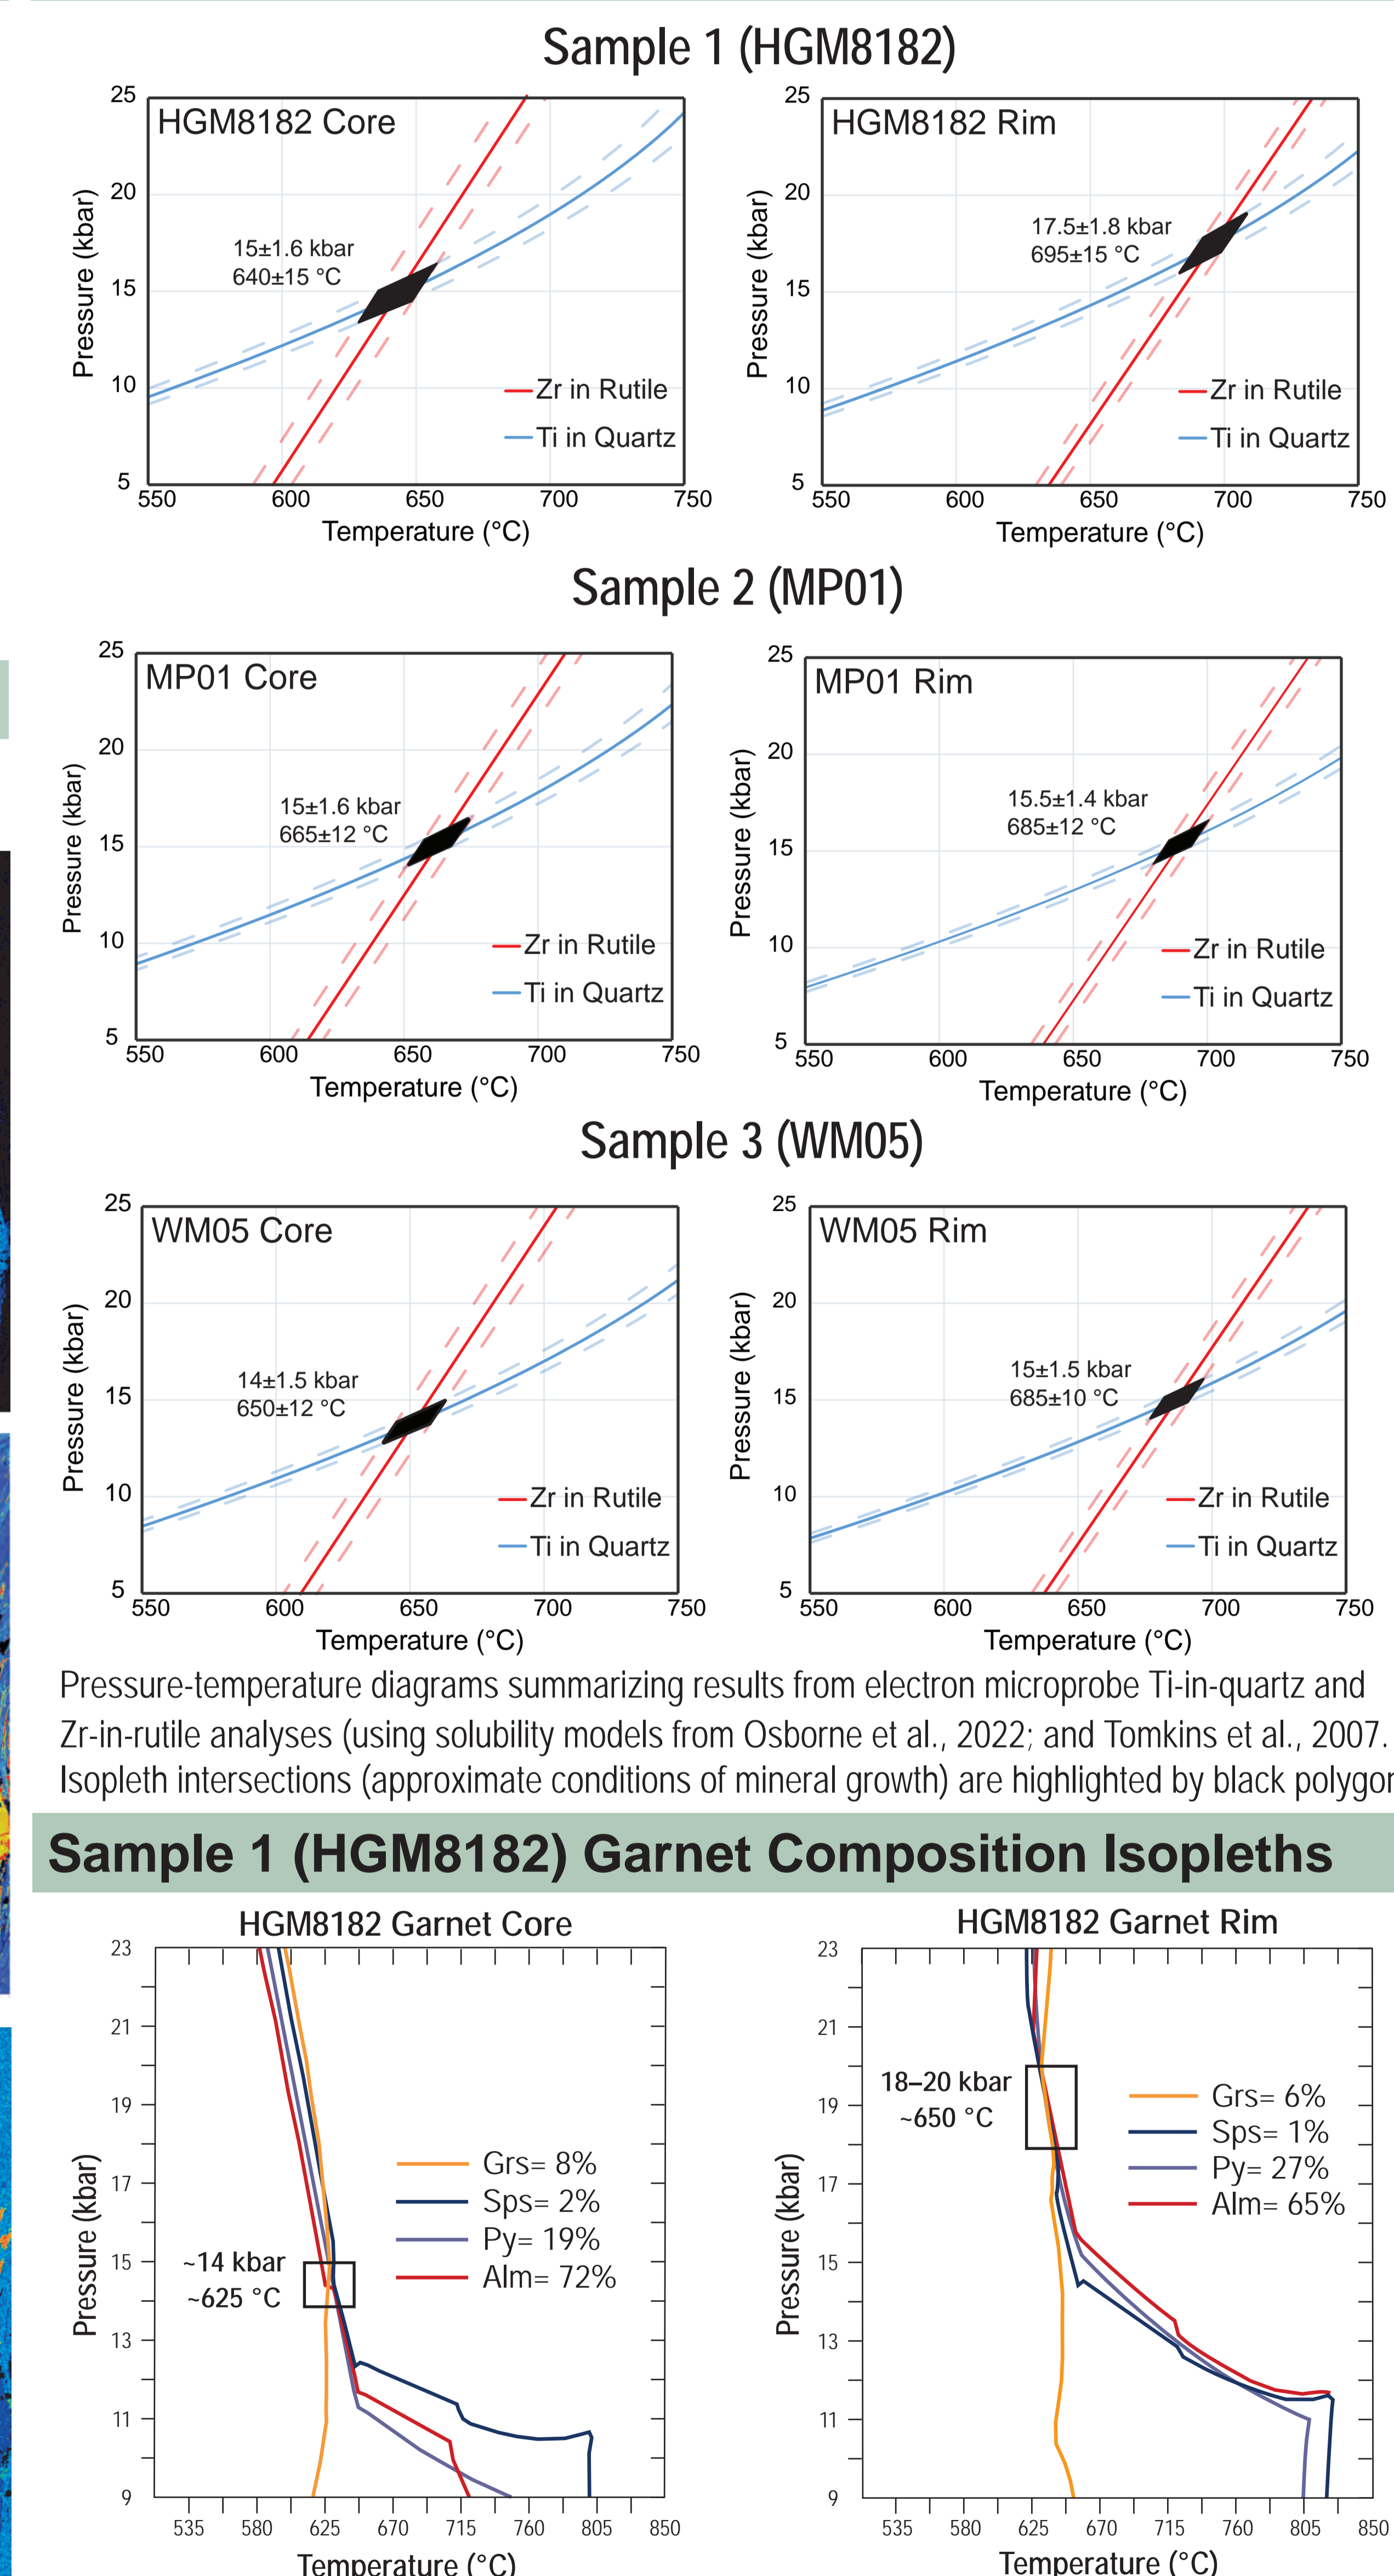 Sample 1 (HGM8182)
HGM8182 Core
25
20
15
10
5
Pressure (kbar)
15±1.6 kbar
640±15 °C
Zr in Rutile
Ti in Quartz
550 600 650 700 750
Temperature (°C)
HGM8182 Rim
25
20
15
10
5
Pressure (kbar)
17.5±1.8 kbar
695±15 °C
Zr in Rutile
Ti in Quartz
550 600 650 700 750
Temperature (°C)
Sample 2 (MP01)
MP01 Core
25
20
15
10
5
Pressure (kbar)
15±1.6 kbar
665±12 °C
Zr in Rutile
Ti in Quartz
550 600 650 700 750
Temperature (°C)
MP01 Rim
25
20
15
10
5
Pressure (kbar)
15.5±1.4 kbar
685±12 °C
Zr in Rutile
Ti in Quartz
550 600 650 700 750
Temperature (°C)
Sample 3 (WM05)
WM05 Core
25
20
15
10
5
Pressure (kbar)
14±1.5 kbar
650±12 °C
Zr in Rutile
Ti in Quartz
550 600 650 700 750
Temperature (°C)
WM05 Rim
25
20
15
10
5
Pressure (kbar)
15±1.5 kbar
685±10 °C
Zr in Rutile
Ti in Quartz
550 600 650 700 750
Temperature (°C)
Pressure-temperature diagrams summarizing results from electron microprobe Ti-in-quartz and
Zr-in-rutile analyses (using solubility models from Osborne et al., 2022; and Tomkins et al., 2007.
Isopleth intersections (approximate conditions of mineral growth) are highlighted by black polygon
Sample 1 (HGM8182) Garnet Composition Isopleths
HGM8182 Garnet Core
23
21
19
17
15
13
11
9
Pressure (kbar)
~14 kbar
~625 °C
Grs= 8%
Sps= 2%
Py= 19%
Alm= 72%
535 580 625 670 715 760 805 850
Temperature (°C)
HGM8182 Garnet Rim
23
21
19
17
15
13
11
9
Pressure (kbar)
18–20 kbar
~650 °C
Grs= 6%
Sps= 1%
Py= 27%
Alm= 65%
535 580 625 670 715 760 805 850
Temperature (°C)